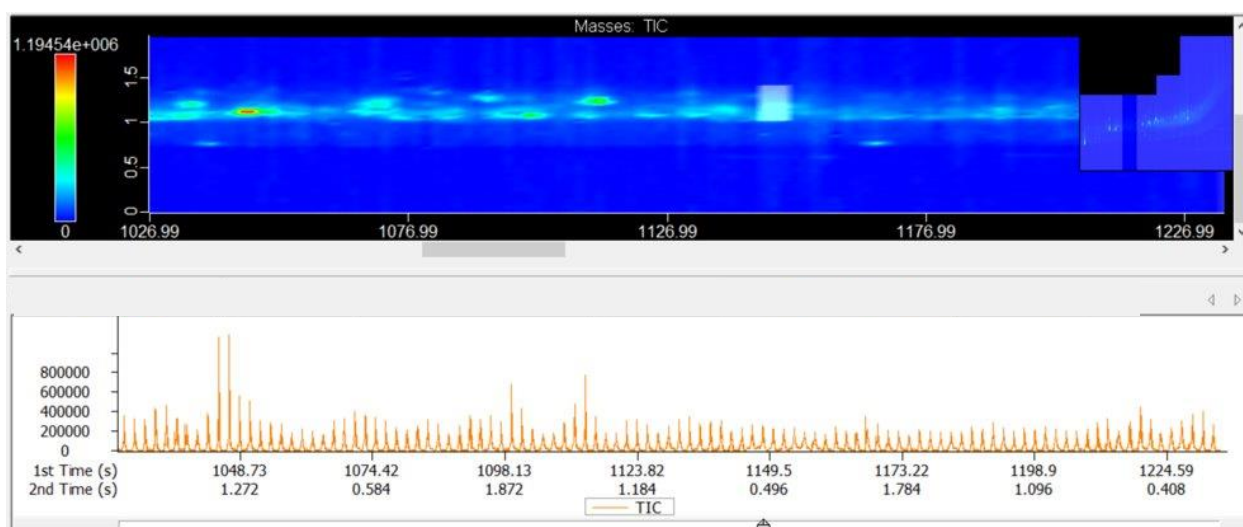 Masses: TIC
1.19454e+006
1.5
1
0.5
0
0
1026.99 1076.99 1126.99 1176.99 1226.99
800000
600000
400000
200000
0
1st Time (s) 1048.73 1074.42 1098.13 1123.82 1149.5 1173.22 1198.9 1224.59
2nd Time (s) 1.272 0.584 1.872 1.184 0.496 1.784 1.096 0.408
TIC